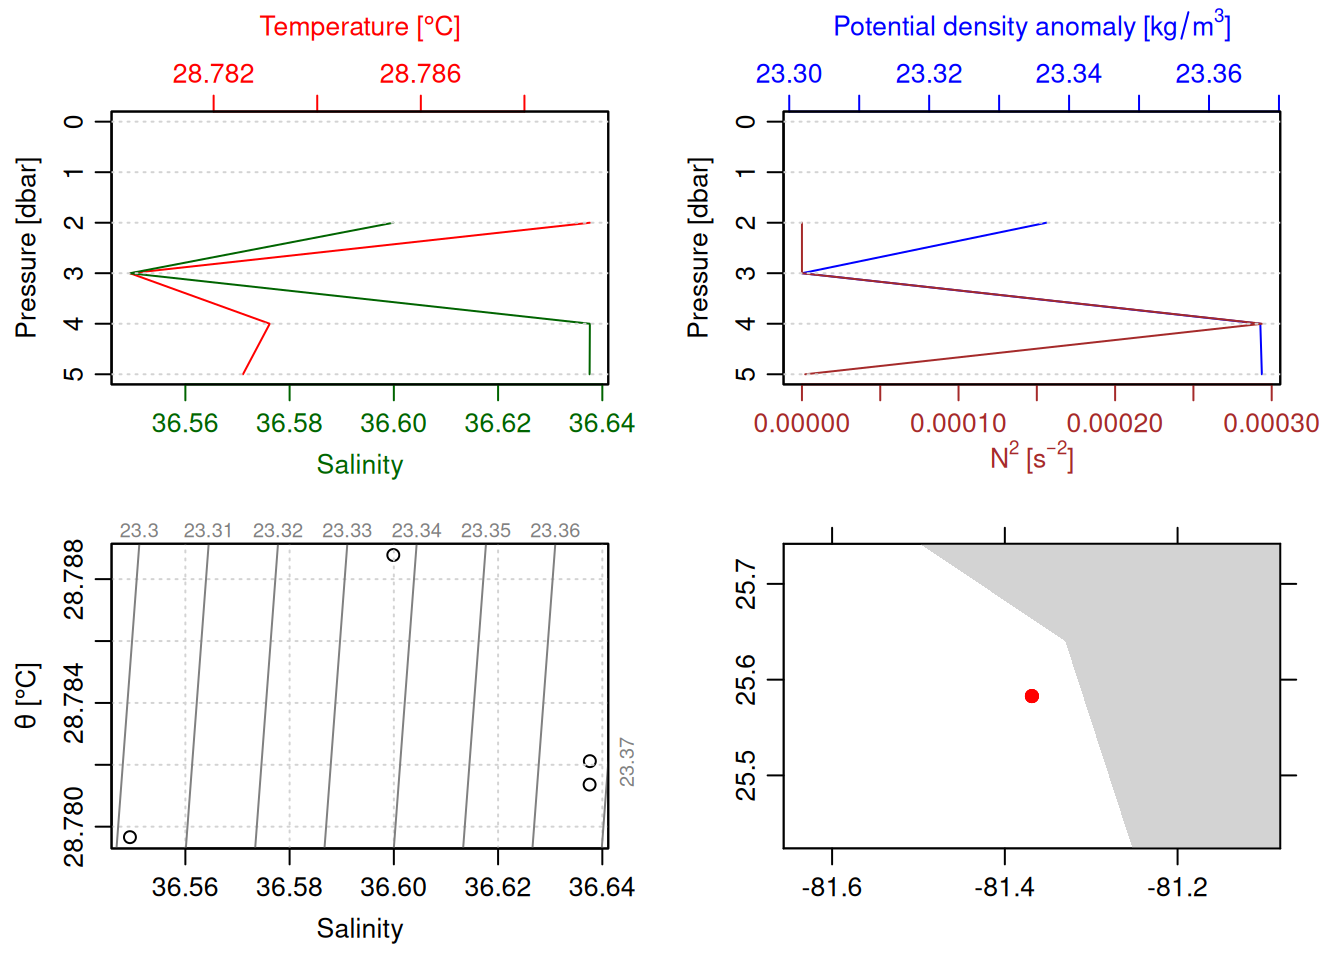 Temperature [°C]
28.782 28.786
0
1
2
3
4
5
Pressure [dbar]
36.56 36.58 36.60 36.62 36.64
Salinity
Potential density anomaly [kg/m³]
23.30 23.32 23.34 23.36
0
1
2
3
4
5
Pressure [dbar]
0.00000 0.00010 0.00020 0.00030
N² [s⁻²]
23.3 23.31 23.32 23.33 23.34 23.35 23.36
23.37
28.788
28.784
28.780
θ [°C]
36.56 36.58 36.60 36.62 36.64
Salinity
25.7
25.6
25.5
-81.6 -81.4 -81.2